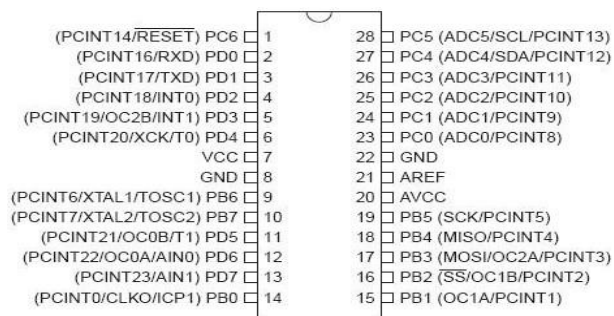 (PCINT14/RESET) PC6 1 28 PC5 (ADC5/SCL/PCINT13)
(PCINT16/RXD) PD0 2 27 PC4 (ADC4/SDA/PCINT12)
(PCINT17/TXD) PD1 3 26 PC3 (ADC3/PCINT11)
(PCINT18/INT0) PD2 4 25 PC2 (ADC2/PCINT10)
(PCINT19/OC2B/INT1) PD3 5 24 PC1 (ADC1/PCINT9)
(PCINT20/XCK/T0) PD4 6 23 PC0 (ADC0/PCINT8)
VCC 7 22 GND
GND 8 21 AREF
(PCINT6/XTAL1/TOSC1) PB6 9 20 AVCC
(PCINT7/XTAL2/TOSC2) PB7 10 19 PB5 (SCK/PCINT5)
(PCINT21/OC0B/T1) PD5 11 18 PB4 (MISO/PCINT4)
(PCINT22/OC0A/AIN0) PD6 12 17 PB3 (MOSI/OC2A/PCINT3)
(PCINT23/AIN1) PD7 13 16 PB2 (SS/OC1B/PCINT2)
(PCINT0/CLKO/ICP1) PB0 14 15 PB1 (OC1A/PCINT1)